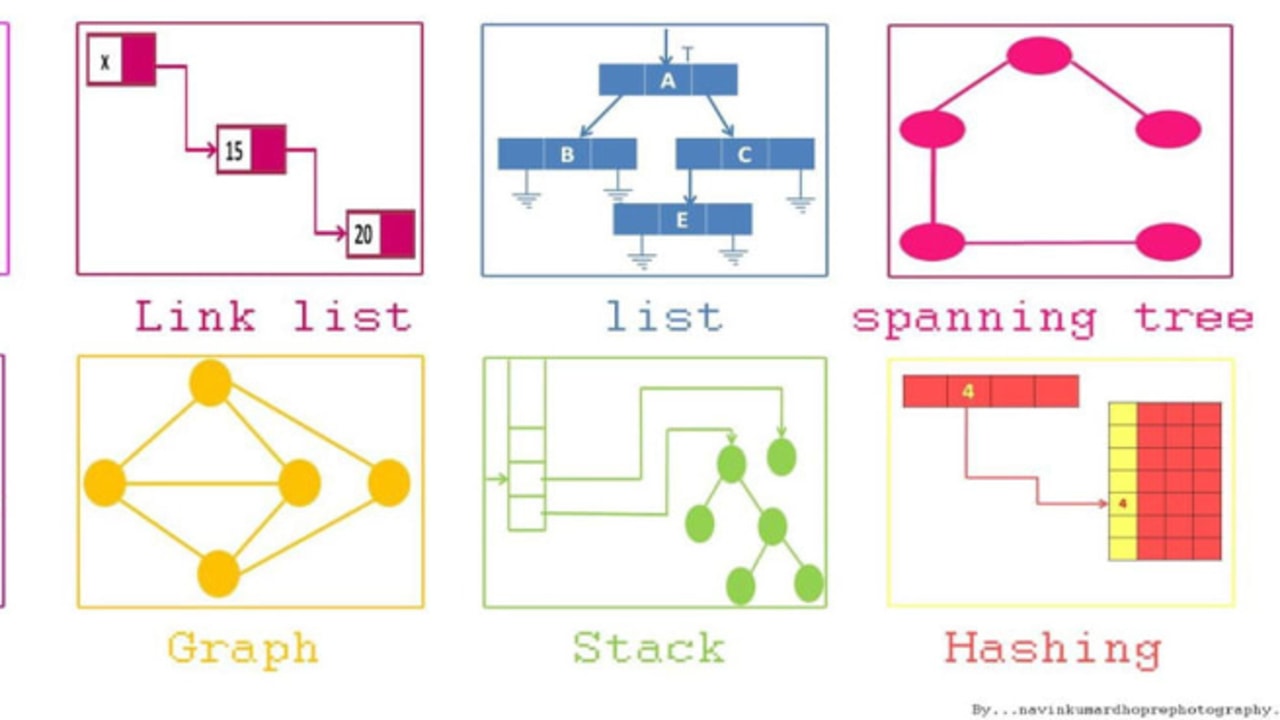 x
15
20
T
A
B
C
E
Link list
list
spanning tree
4
4
Graph
Stack
Hashing
By...navinkumardhoprephotography.